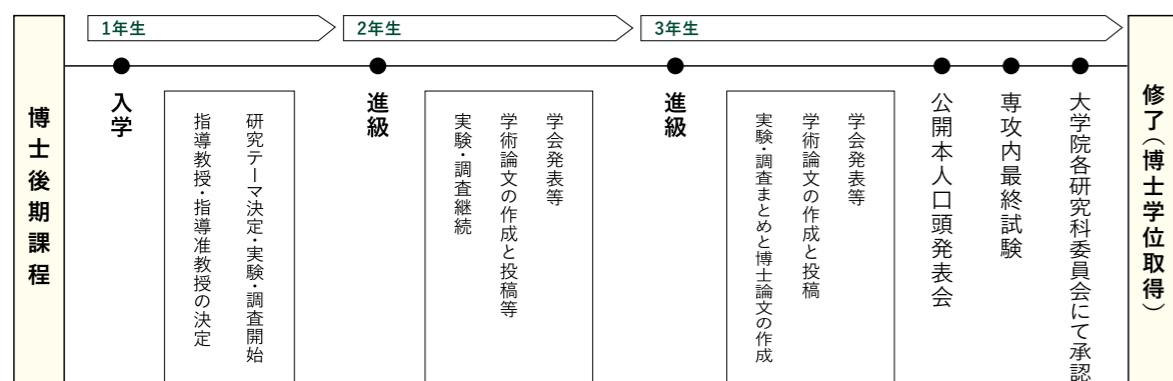 博士後期課程
1年生
入学
指導教授・指導准教授の決定
研究テーマ決定・実験・調査開始
2年生
進級
実験・調査継続
学術論文の作成と投稿等
学会発表等
3年生
進級
実験・調査まとめと博士論文の作成
学術論文の作成と投稿
学会発表等
公開本人口頭発表会
専攻内最終試験
大学院各研究科委員会にて承認
修了（博士学位取得）